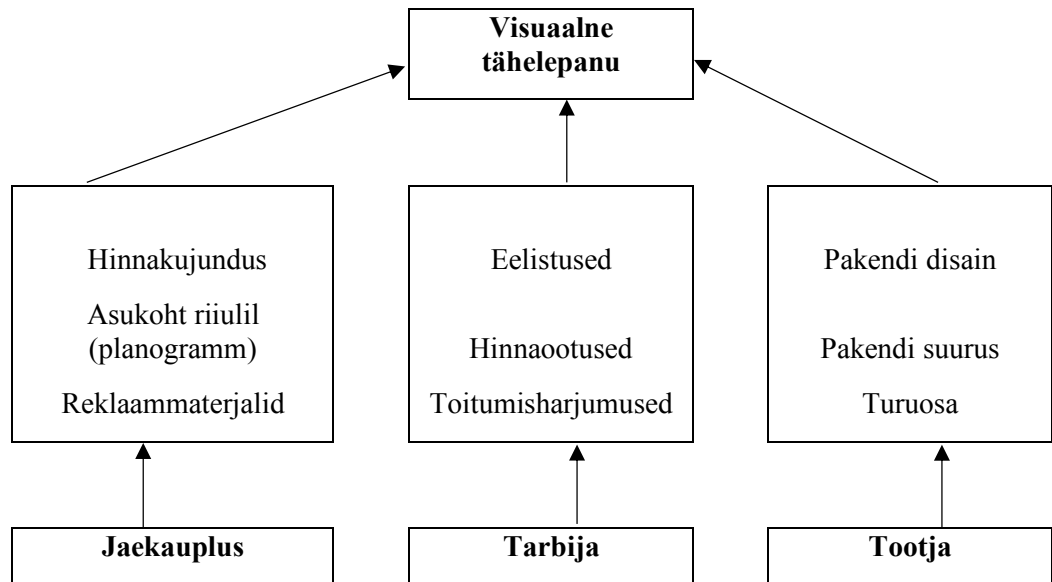 Visuaalne
tähelepanu
Hinnakujundus
Asukoht riiulil
(planogramm)
Reklaammaterjalid
Eelistused
Hinnaootused
Toitumisharjumused
Pakendi disain
Pakendi suurus
Turuosa
Jaekauplus
Tarbija
Tootja